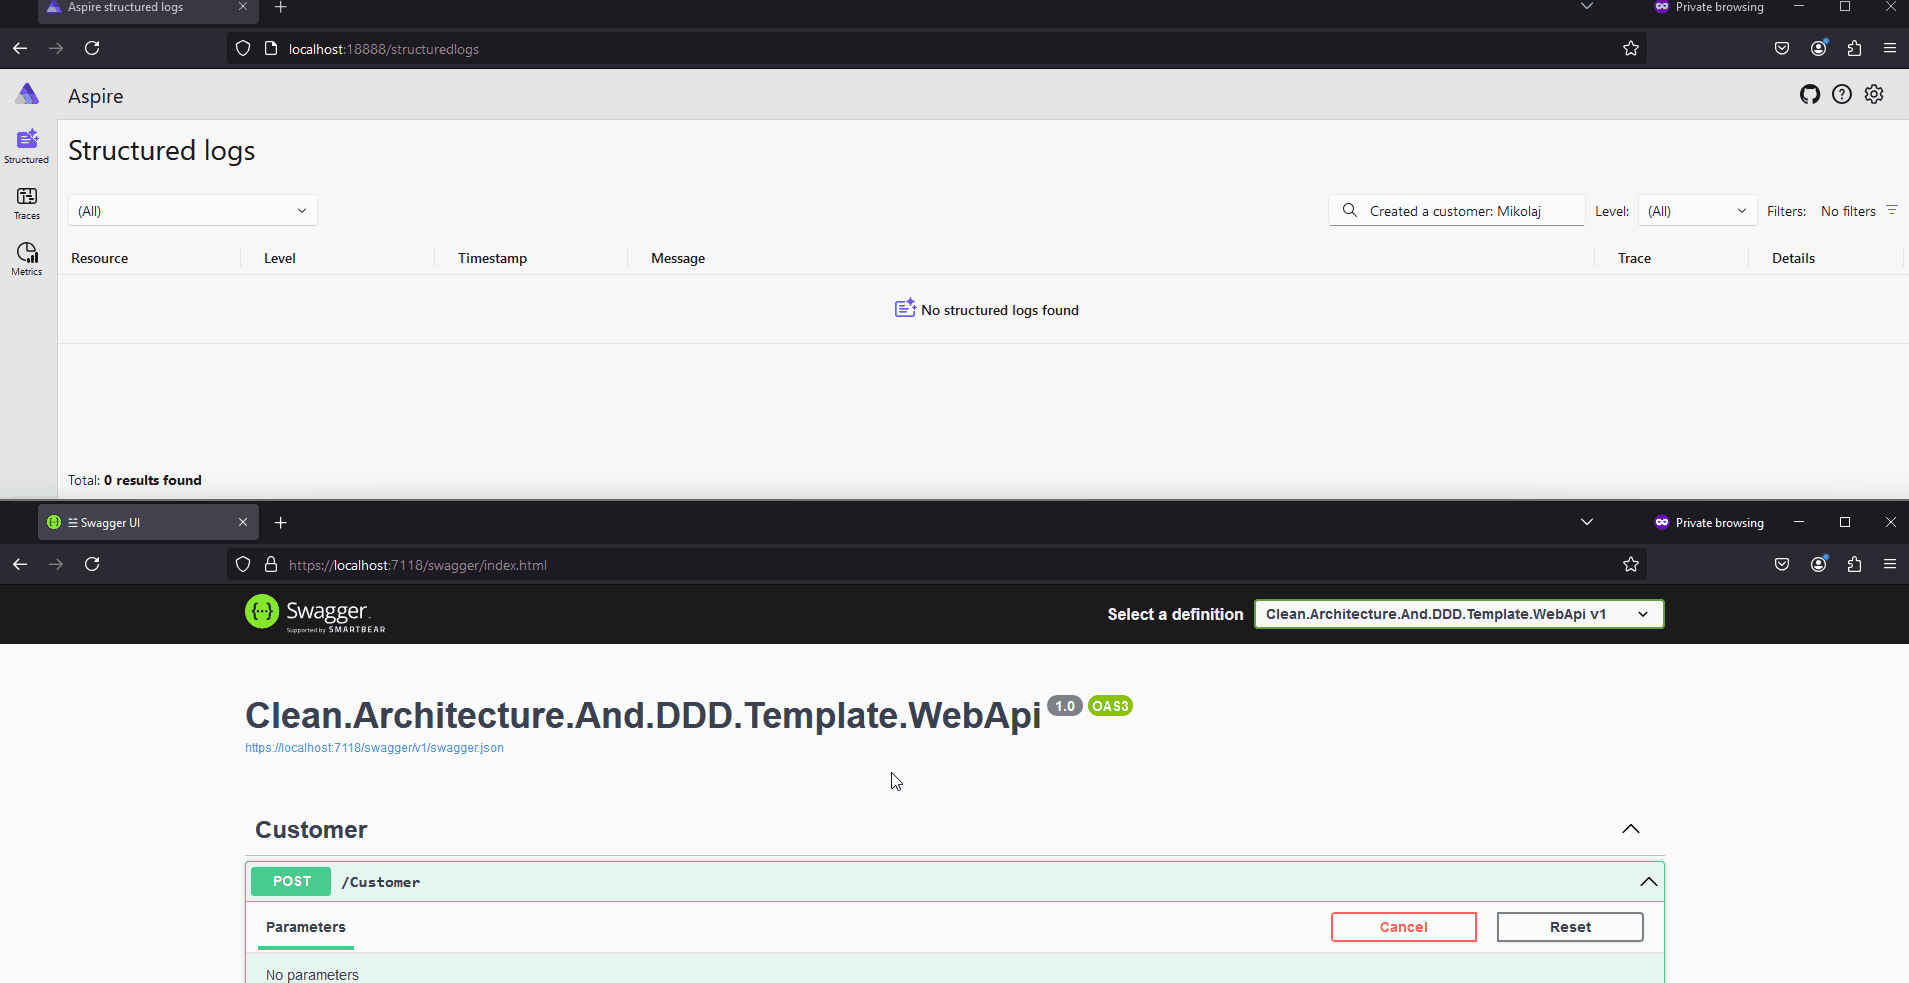 Aspire structured logs
Private browsing
localhost:18888/structuredlogs
Aspire
Structured
Traces
Metrics
Structured logs
(All)
Created a customer: Mikolaj
Level:
(All)
Filters:
No filters
Resource
Level
Timestamp
Message
Trace
Details
No structured logs found
Total: 0 results found
Swagger UI
Private browsing
https://localhost:7118/swagger/index.html
Swagger
Supported by SMARTBEAR
Select a definition
Clean.Architecture.And.DDD.Template.WebApi v1
Clean.Architecture.And.DDD.Template.WebApi 1.0 OAS3
https://localhost:7118/swagger/v1/swagger.json
Customer
POST /Customer
Parameters
Cancel
Reset
No parameters